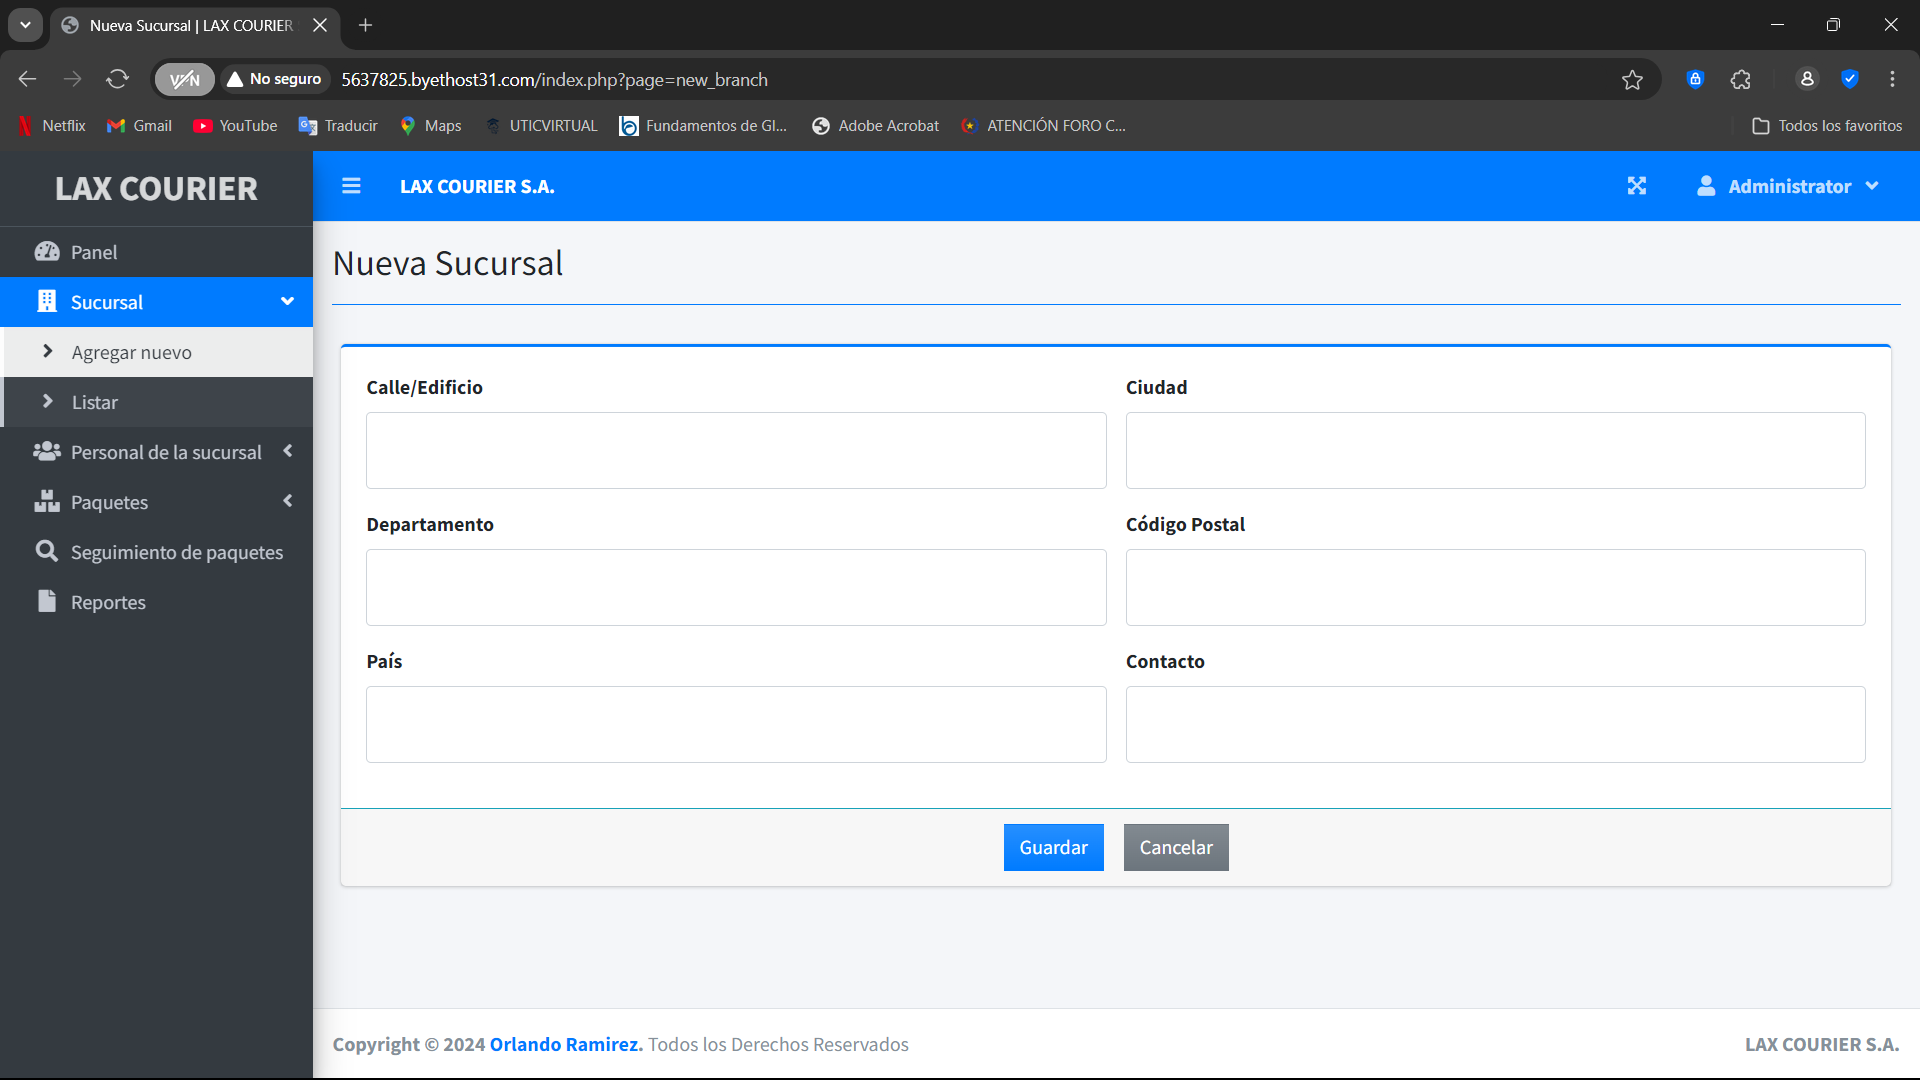 Nueva Sucursal | LAX COURIER
VPN
No seguro
5637825.byethost31.com/index.php?page=new_branch
Netflix
Gmail
YouTube
Traducir
Maps
UTICVIRTUAL
Fundamentos de Gl...
Adobe Acrobat
ATENCIÓN FORO C...
Todos los favoritos
LAX COURIER
LAX COURIER S.A.
Administrator
Panel
Sucursal
Agregar nuevo
Listar
Personal de la sucursal
Paquetes
Seguimiento de paquetes
Reportes
Nueva Sucursal
Calle/Edificio
Ciudad
Departamento
Código Postal
País
Contacto
Guardar
Cancelar
Copyright © 2024 Orlando Ramirez. Todos los Derechos Reservados
LAX COURIER S.A.